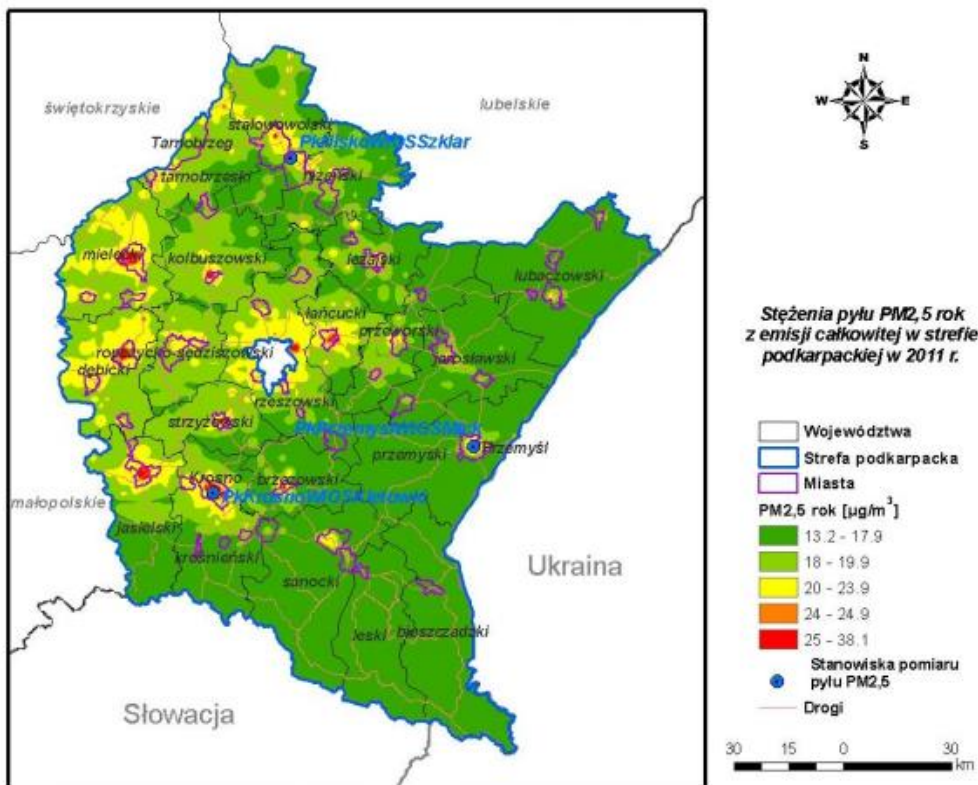 N
W E
S
świętokrzyskie
lubelskie
stalowowolski
Tarnobrzeg
tarnobrzeski
niżański
mielecki
kolbuszowski
leżajski
lubaczowski
łańcucki
przeworski
jarosławski
ropczycko-sędziszowski
dębicki
rzeszowski
strzyżowski
przemyski
Przemyśl
Krosno
brzozowski
małopolskie
jasielski
krośnieński
sanocki
leski
bieszczadzki
Ukraina
Słowacja
Stężenia pyłu PM2,5 rok
z emisji całkowitej w strefie
podkarpackiej w 2011 r.
Województwa
Strefa podkarpacka
Miasta
PM2,5 rok [µg/m³]
13.2 - 17.9
18 - 19.9
20 - 23.9
24 - 24.9
25 - 38.1
Stanowiska pomiaru
pyłu PM2,5
Drogi
30 15 0 30
km